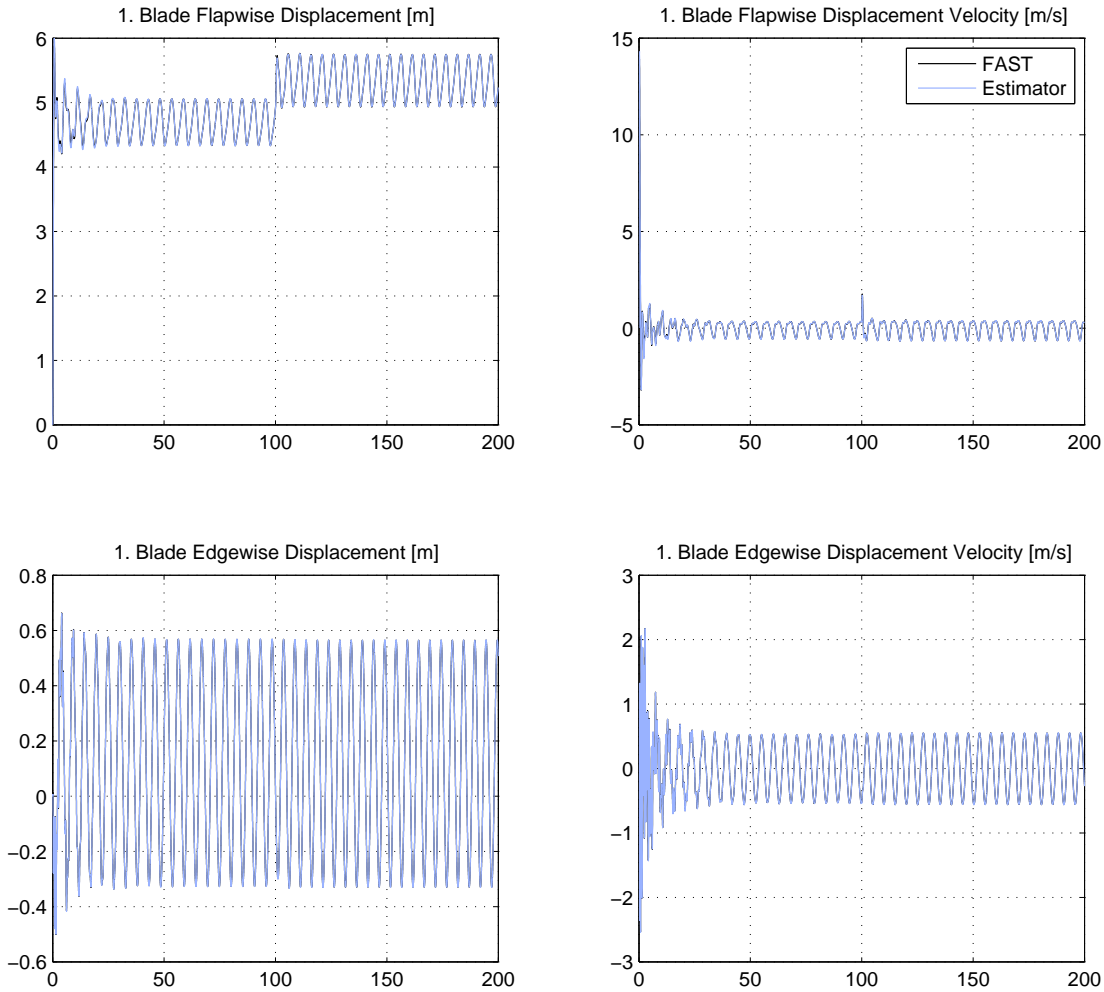 1. Blade Flapwise Displacement [m]
6
5
4
3
2
1
0
0 50 100 150 200
1. Blade Flapwise Displacement Velocity [m/s]
15
10
5
0
−5
0 50 100 150 200
FAST
Estimator
1. Blade Edgewise Displacement [m]
0.8
0.6
0.4
0.2
0
−0.2
−0.4
−0.6
0 50 100 150 200
1. Blade Edgewise Displacement Velocity [m/s]
3
2
1
0
−1
−2
−3
0 50 100 150 200